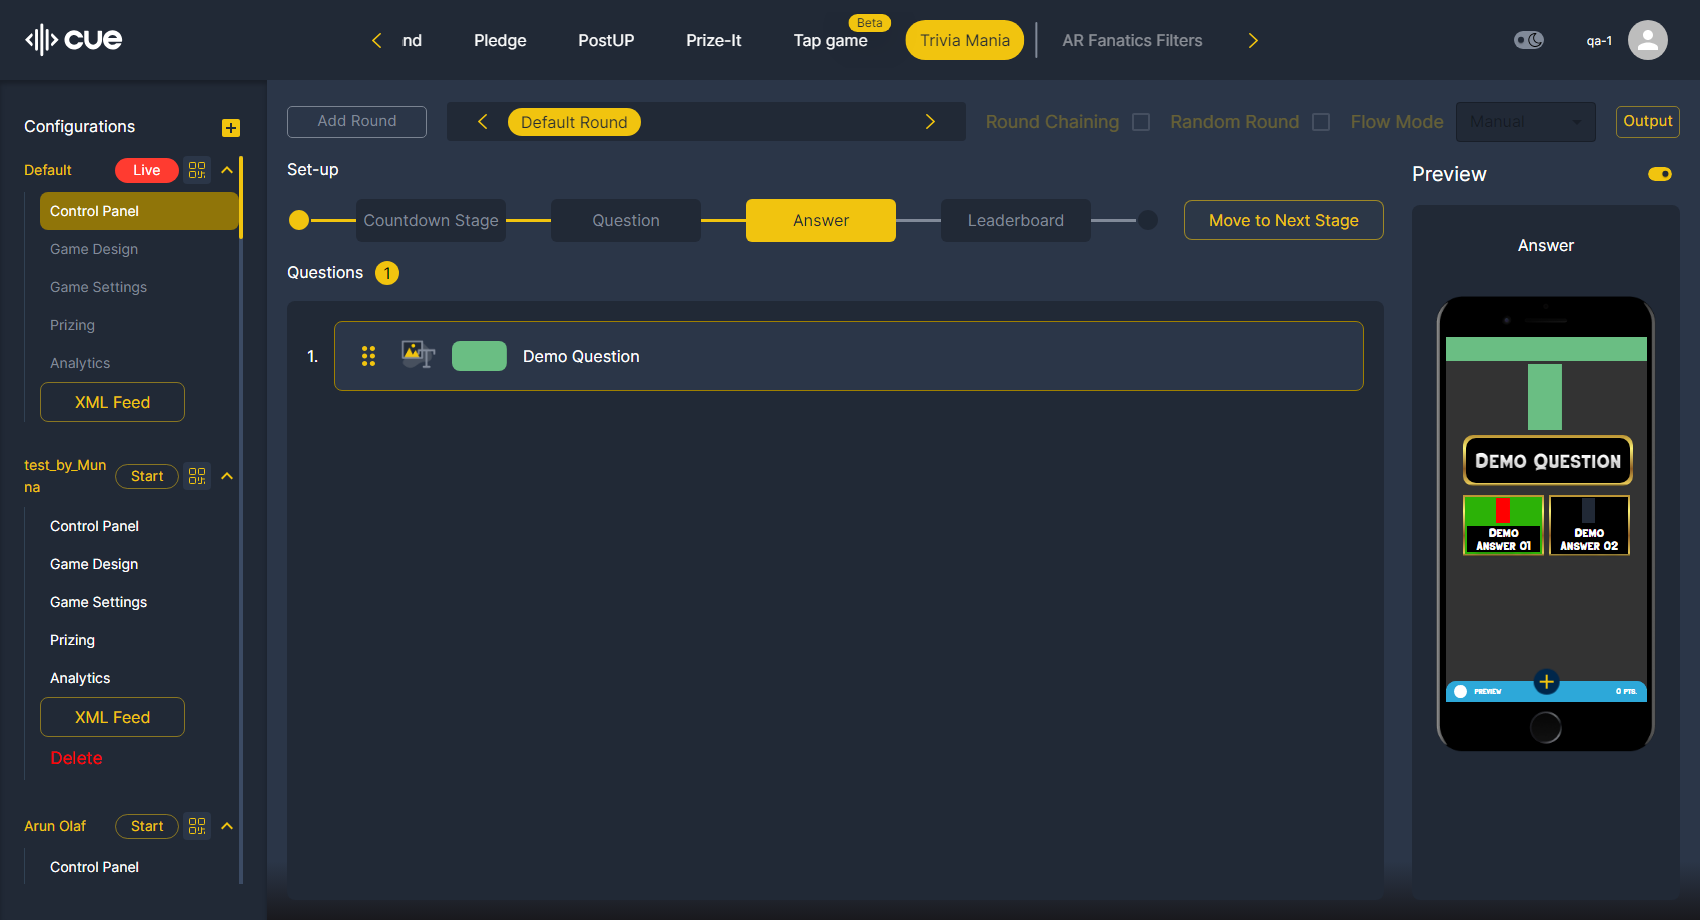 cue
nd
Pledge
PostUP
Prize-It
Tap game
Beta
Trivia Mania
AR Fanatics Filters
qa-1
Configurations
Default
Live
Control Panel
Game Design
Game Settings
Prizing
Analytics
XML Feed
test_by_Mun
na
Start
Control Panel
Game Design
Game Settings
Prizing
Analytics
XML Feed
Delete
Arun Olaf
Start
Control Panel
Add Round
Default Round
Round Chaining
Random Round
Flow Mode
Manual
Output
Set-up
Countdown Stage
Question
Answer
Leaderboard
Move to Next Stage
Questions 1
1.
Demo Question
Preview
Answer
Demo Question
Demo
Answer 01
Demo
Answer 02
PREVIEW
0 PTS.